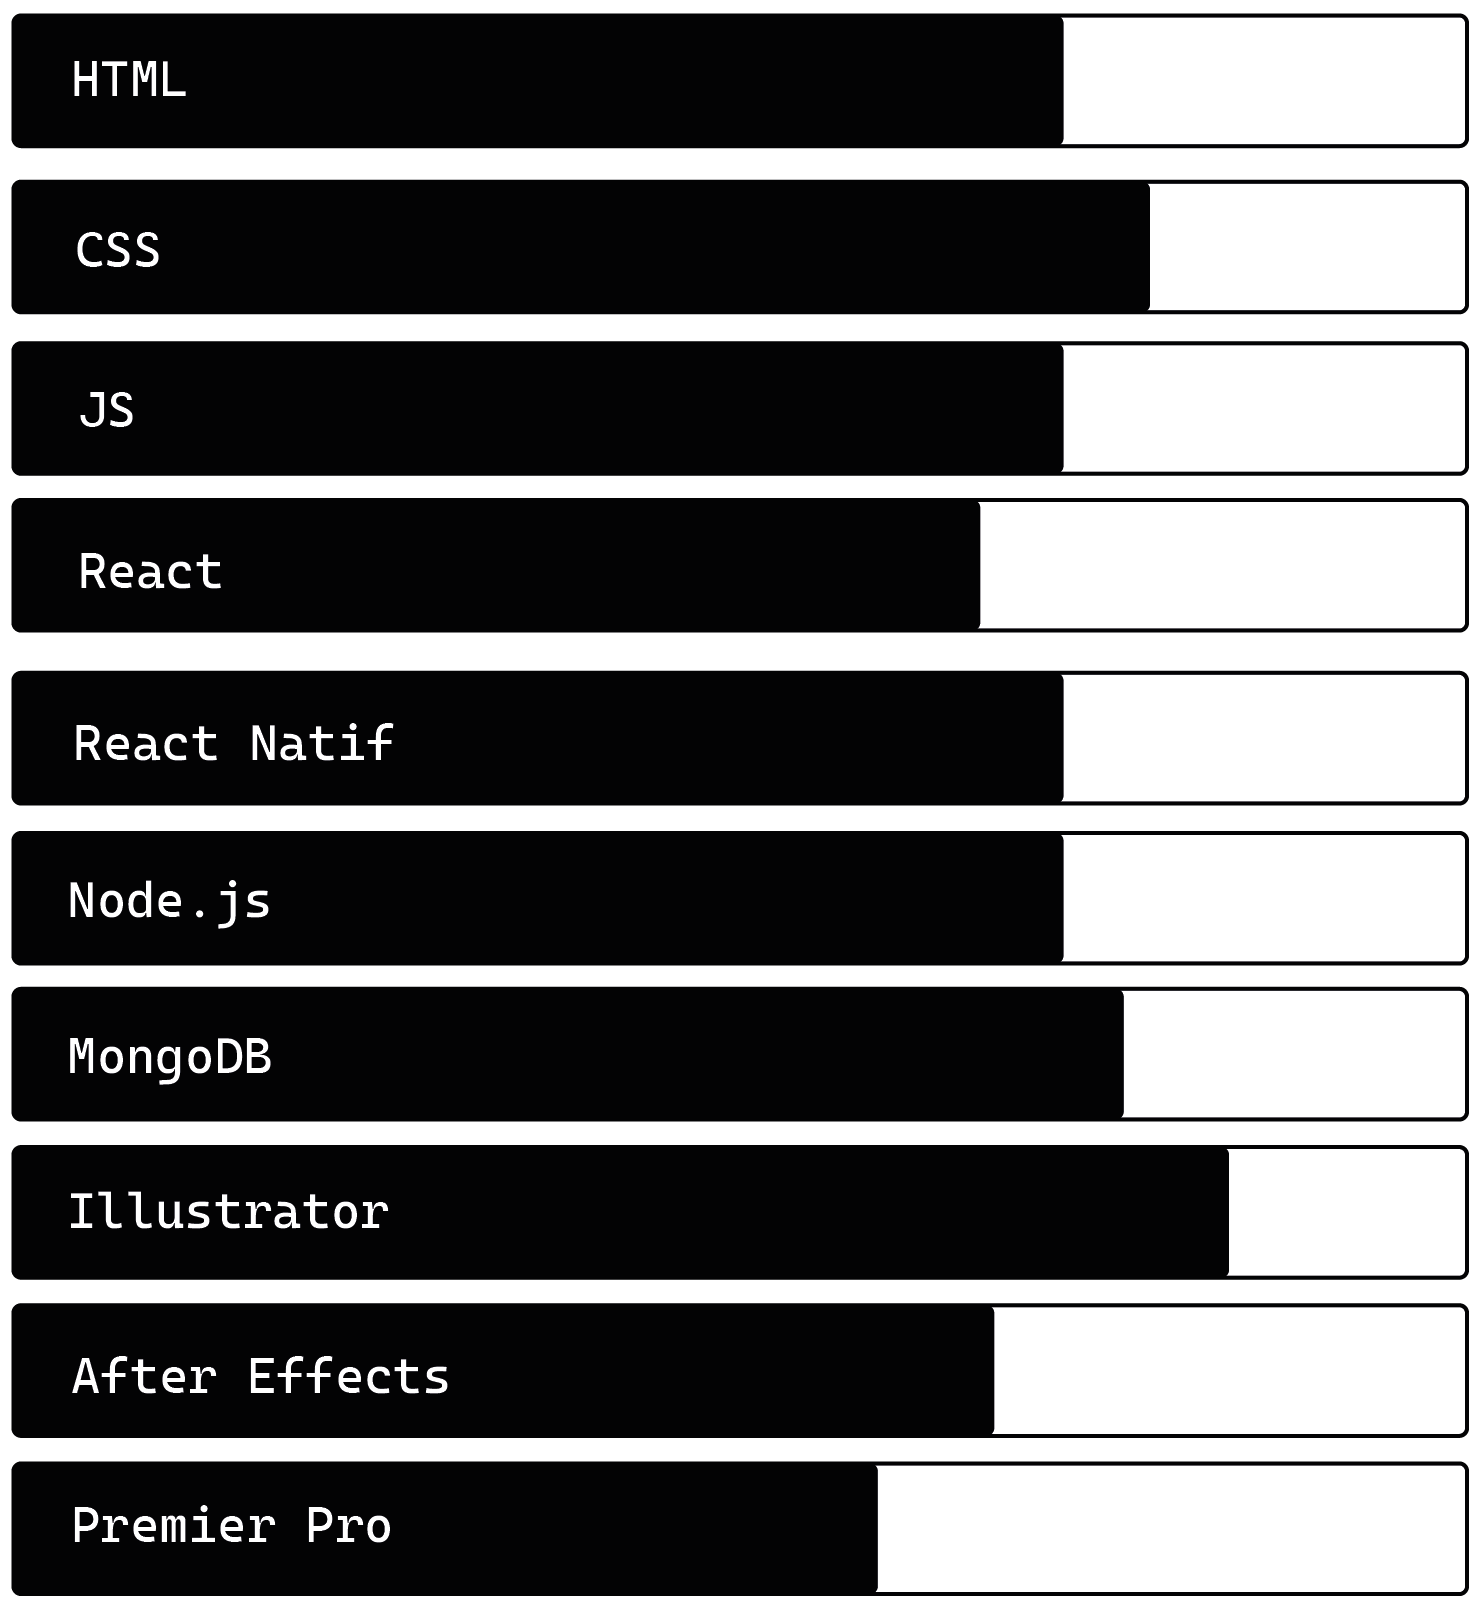 HTML
CSS
JS
React
React Natif
Node.js
MongoDB
Illustrator
After Effects
Premier Pro